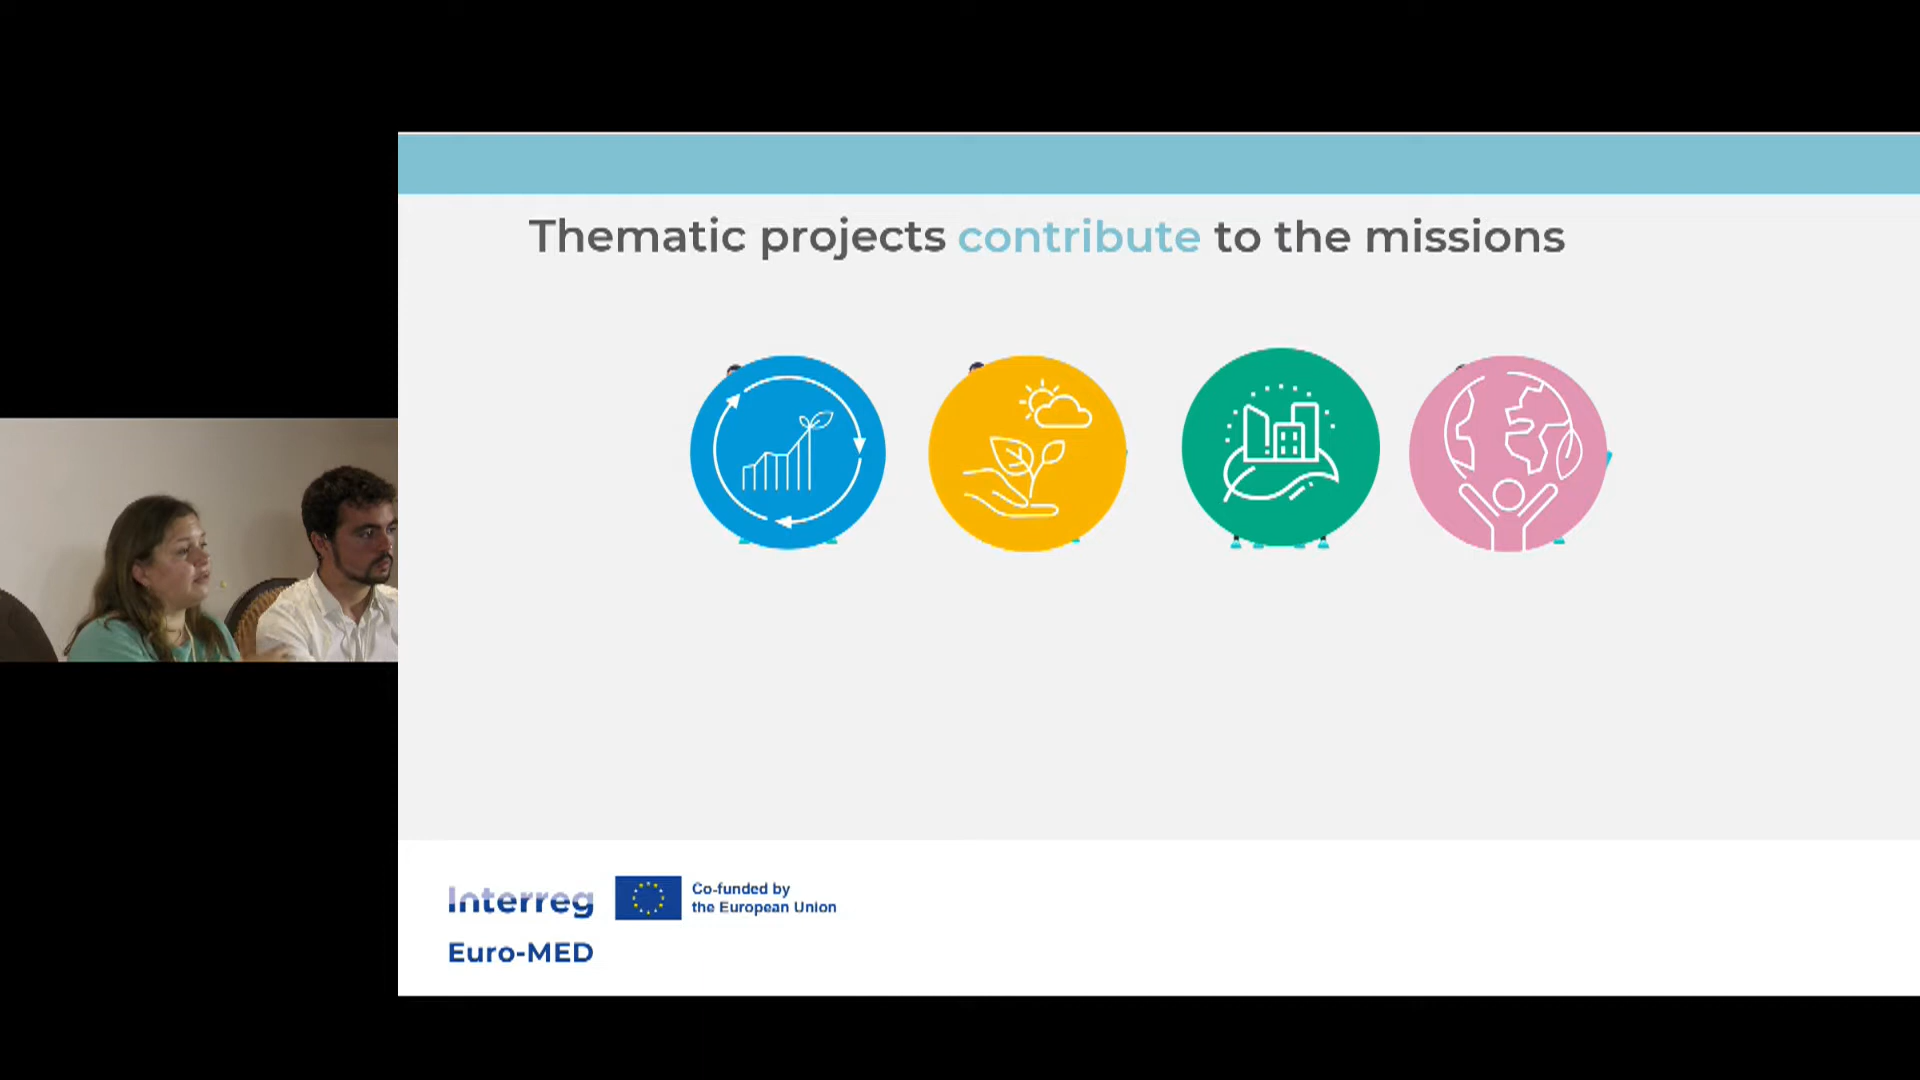 Thematic projects contribute to the missions
Interreg
Co-funded by
the European Union
Euro-MED